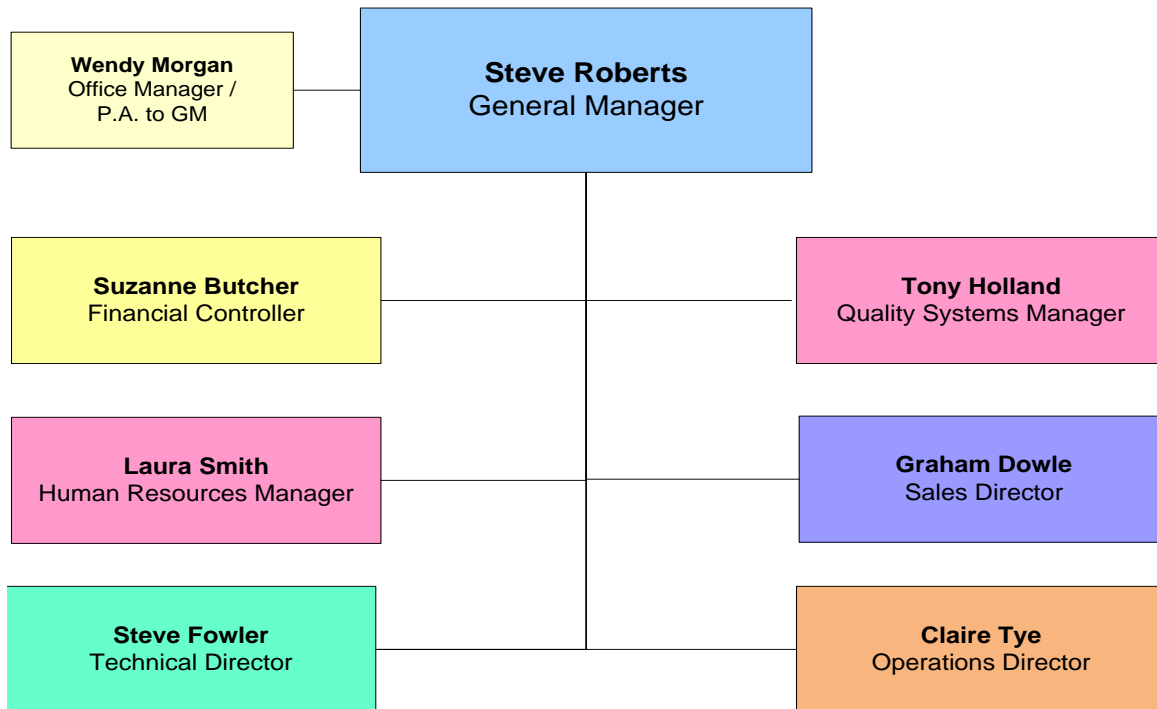 Wendy Morgan
Office Manager /
P.A. to GM
Steve Roberts
General Manager
Suzanne Butcher
Financial Controller
Tony Holland
Quality Systems Manager
Laura Smith
Human Resources Manager
Graham Dowle
Sales Director
Steve Fowler
Technical Director
Claire Tye
Operations Director